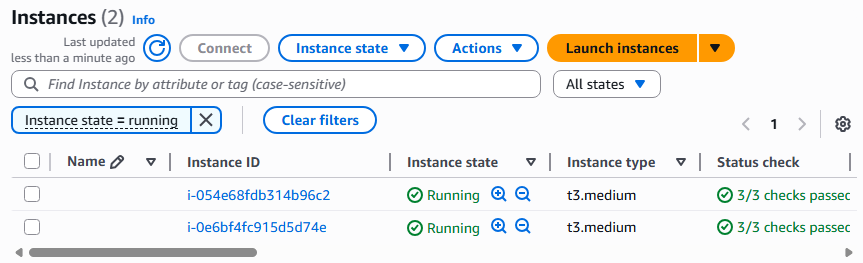 Instances (2) Info
Last updated
less than a minute ago
Connect
Instance state
Actions
Launch instances
Find Instance by attribute or tag (case-sensitive)
All states
Instance state = running
Clear filters
1
Name Instance ID Instance state Instance type Status check
i-054e68fdb314b96c2 Running t3.medium 3/3 checks passed
i-0e6bf4fc915d5d74e Running t3.medium 3/3 checks passed